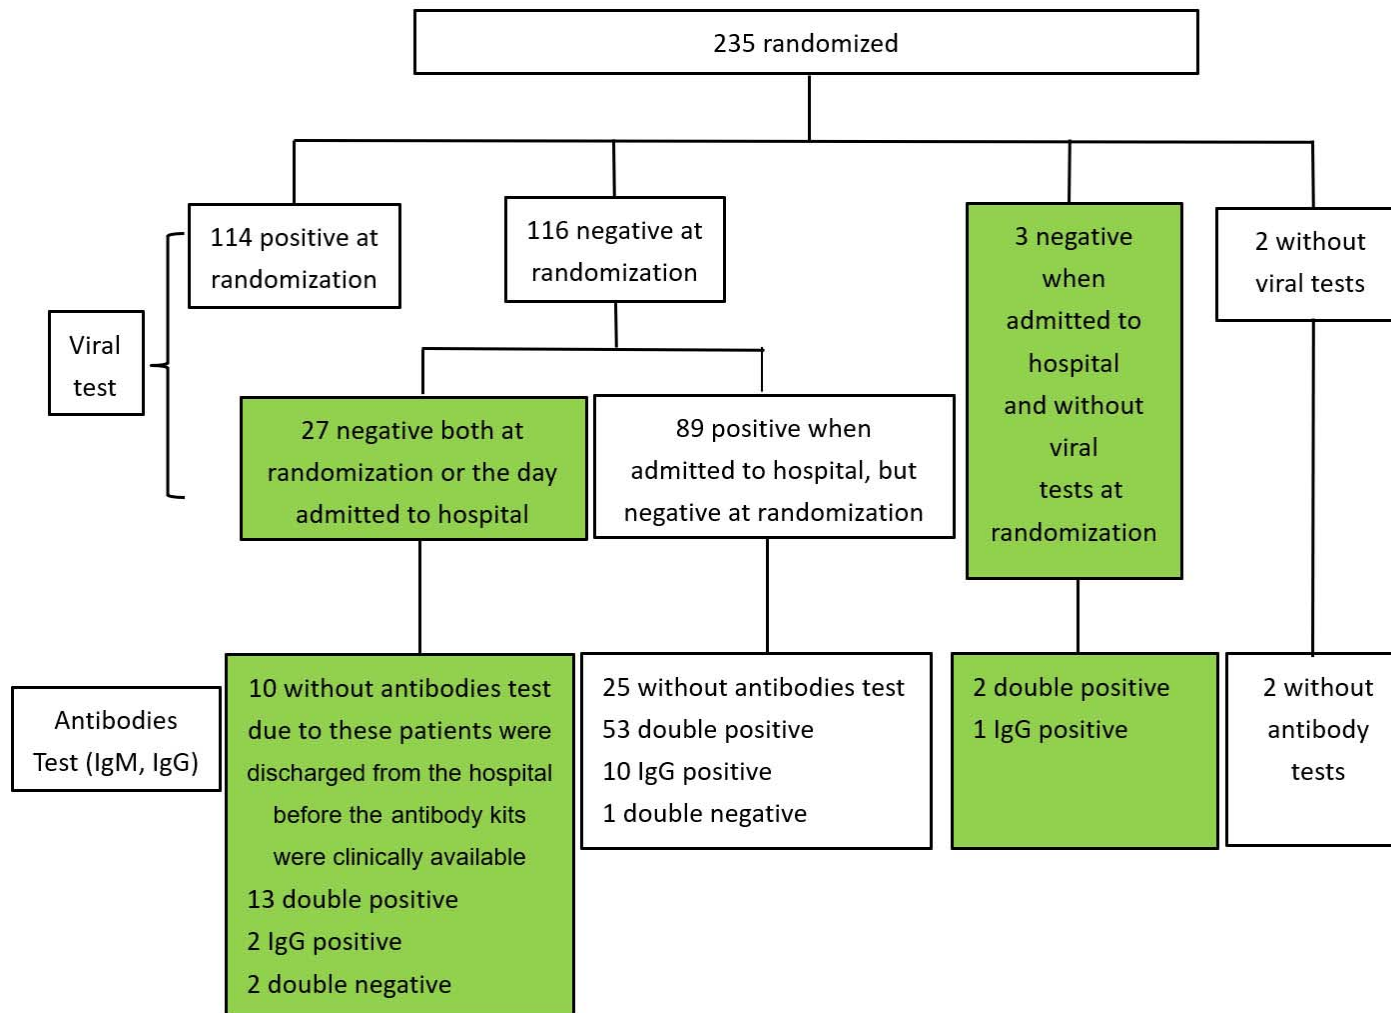 235 randomized
114 positive at
randomization
116 negative at
randomization
3 negative
when
admitted to
hospital
and without
viral
tests at
randomization
2 without
viral tests
Viral
test
27 negative both at
randomization or the day
admitted to hospital
89 positive when
admitted to hospital, but
negative at randomization
Antibodies
Test (IgM, IgG)
10 without antibodies test
due to these patients were
discharged from the hospital
before the antibody kits
were clinically available
13 double positive
2 IgG positive
2 double negative
25 without antibodies test
53 double positive
10 IgG positive
1 double negative
2 double positive
1 IgG positive
2 without
antibody
tests